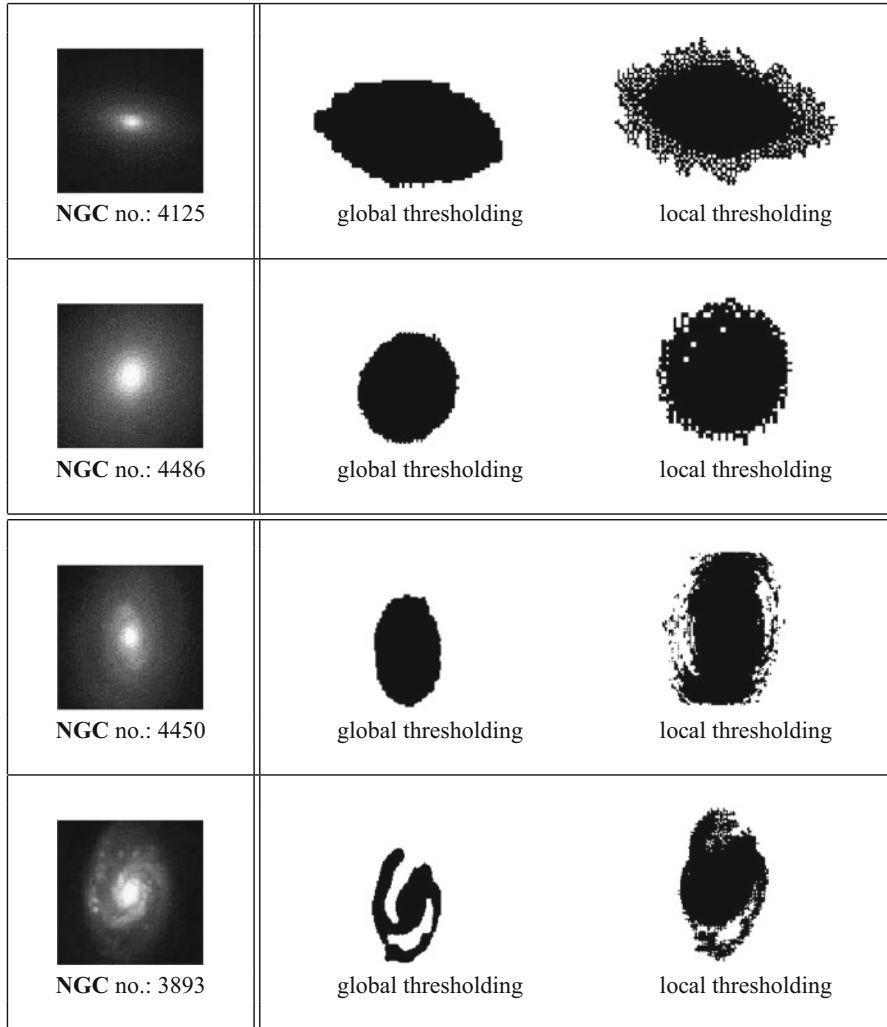 NGC no.: 4125 global thresholding local thresholding
NGC no.: 4486 global thresholding local thresholding
NGC no.: 4450 global thresholding local thresholding
NGC no.: 3893 global thresholding local thresholding